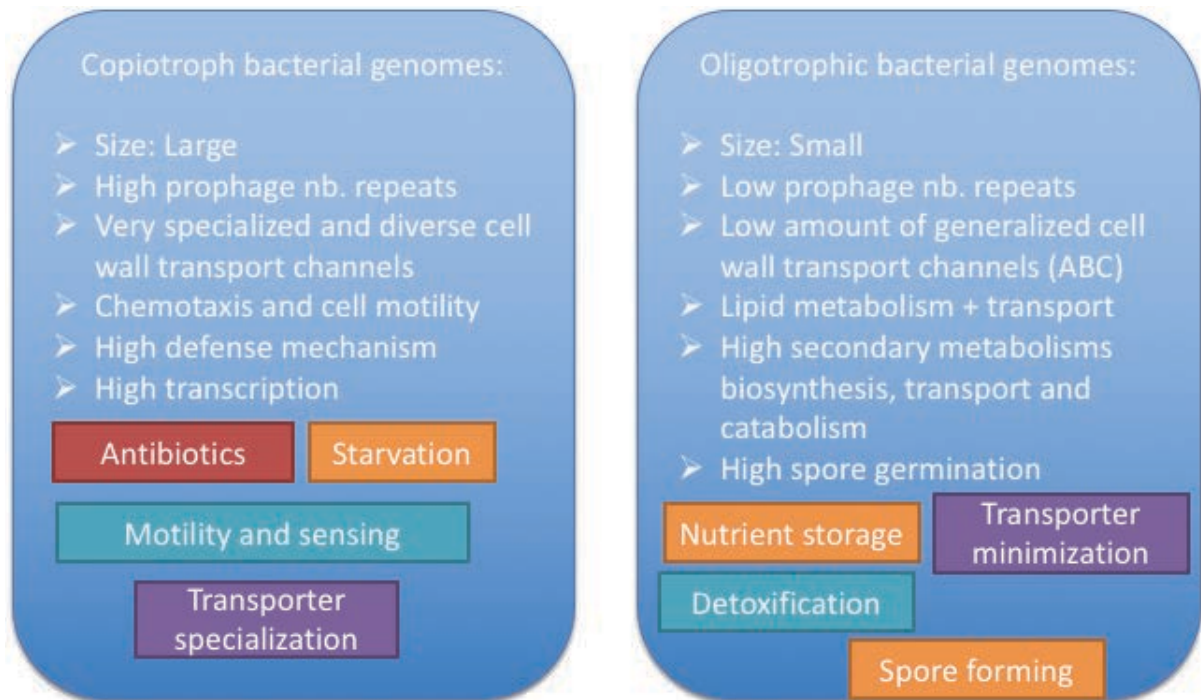 Copiotroph bacterial genomes:
➤ Size: Large
➤ High prophage nb. repeats
➤ Very specialized and diverse cell
wall transport channels
➤ Chemotaxis and cell motility
➤ High defense mechanism
➤ High transcription
Antibiotics
Starvation
Motility and sensing
Transporter
specialization
Oligotrophic bacterial genomes:
➤ Size: Small
➤ Low prophage nb. repeats
➤ Low amount of generalized cell
wall transport channels (ABC)
➤ Lipid metabolism + transport
➤ High secondary metabolisms
biosynthesis, transport and
catabolism
➤ High spore germination
Nutrient storage
Transporter
minimization
Detoxification
Spore forming